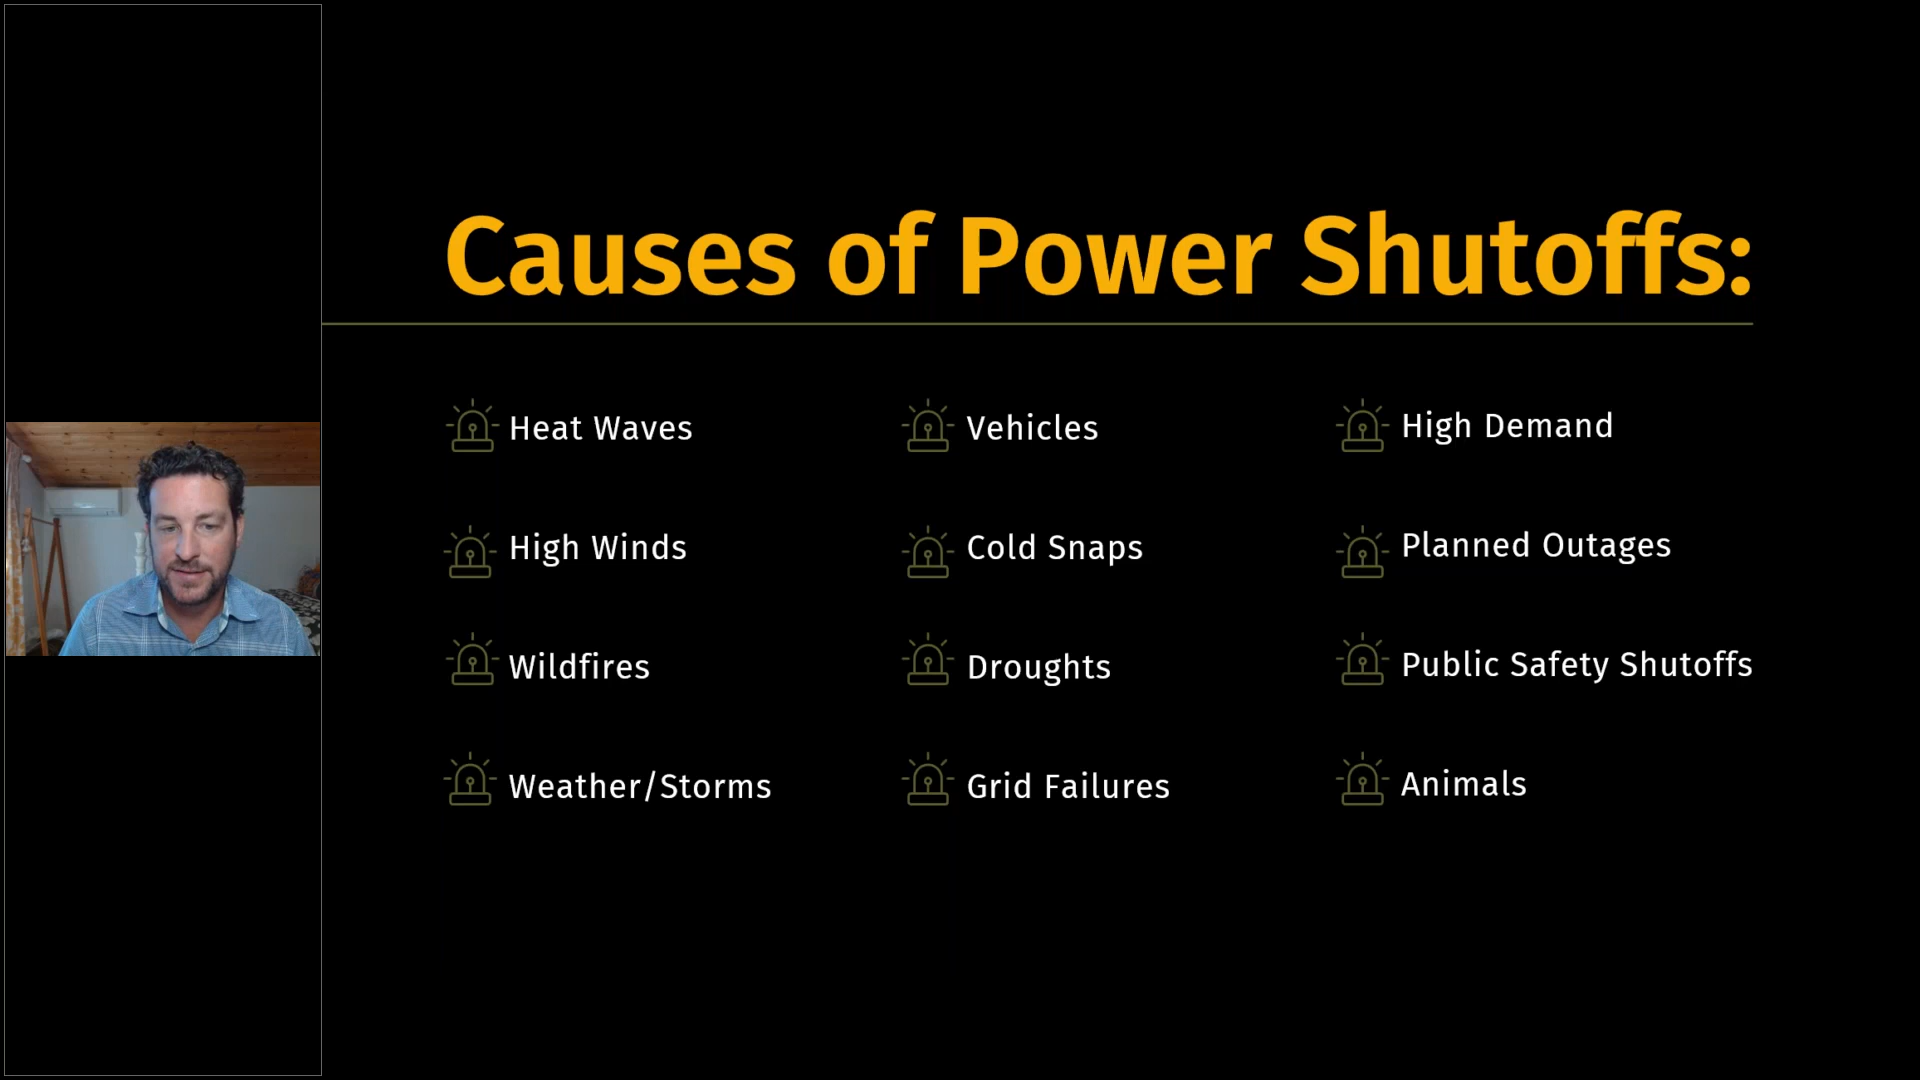 Causes of Power Shutoffs:
Heat Waves
High Winds
Wildfires
Weather/Storms
Vehicles
Cold Snaps
Droughts
Grid Failures
High Demand
Planned Outages
Public Safety Shutoffs
Animals